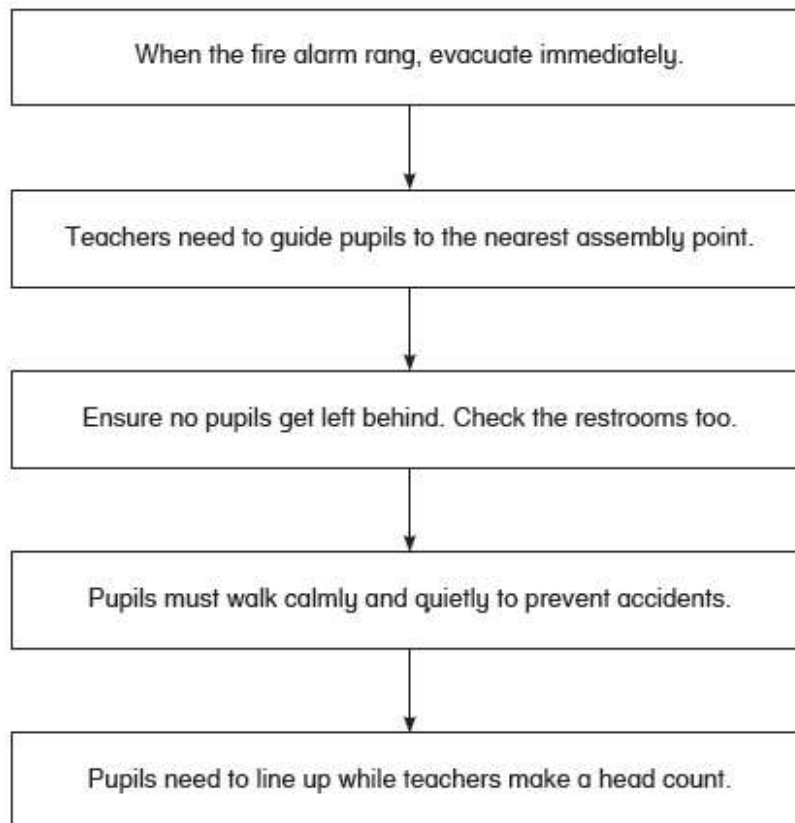 When the fire alarm rang, evacuate immediately.
Teachers need to guide pupils to the nearest assembly point.
Ensure no pupils get left behind. Check the restrooms too.
Pupils must walk calmly and quietly to prevent accidents.
Pupils need to line up while teachers make a head count.